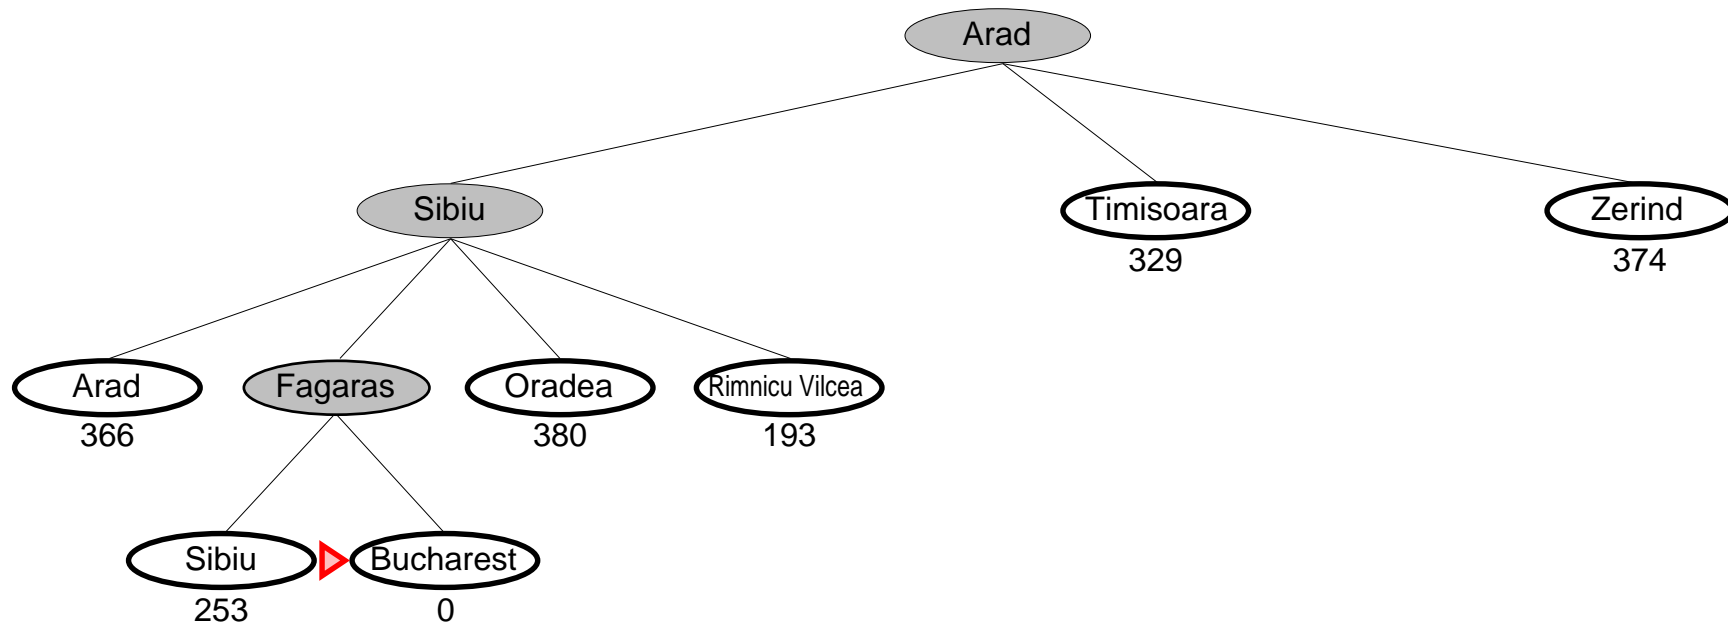 Arad
Sibiu
Timisoara
Zerind
329
374
Arad
Fagaras
Oradea
Rimnicu Vilcea
366
380
193
Sibiu
Bucharest
253
0